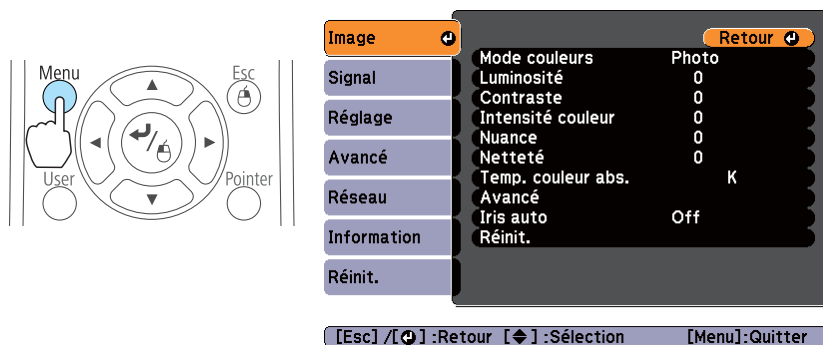 Menu
Esc
User
Pointer
Image
Signal
Réglage
Avancé
Réseau
Information
Réinit.
Retour
Mode couleurs Photo
Luminosité 0
Contraste 0
Intensité couleur 0
Nuance 0
Netteté 0
Temp. couleur abs. K
Avancé
Iris auto Off
Réinit.
[Esc] /[ ] :Retour [ ] :Sélection [Menu]:Quitter